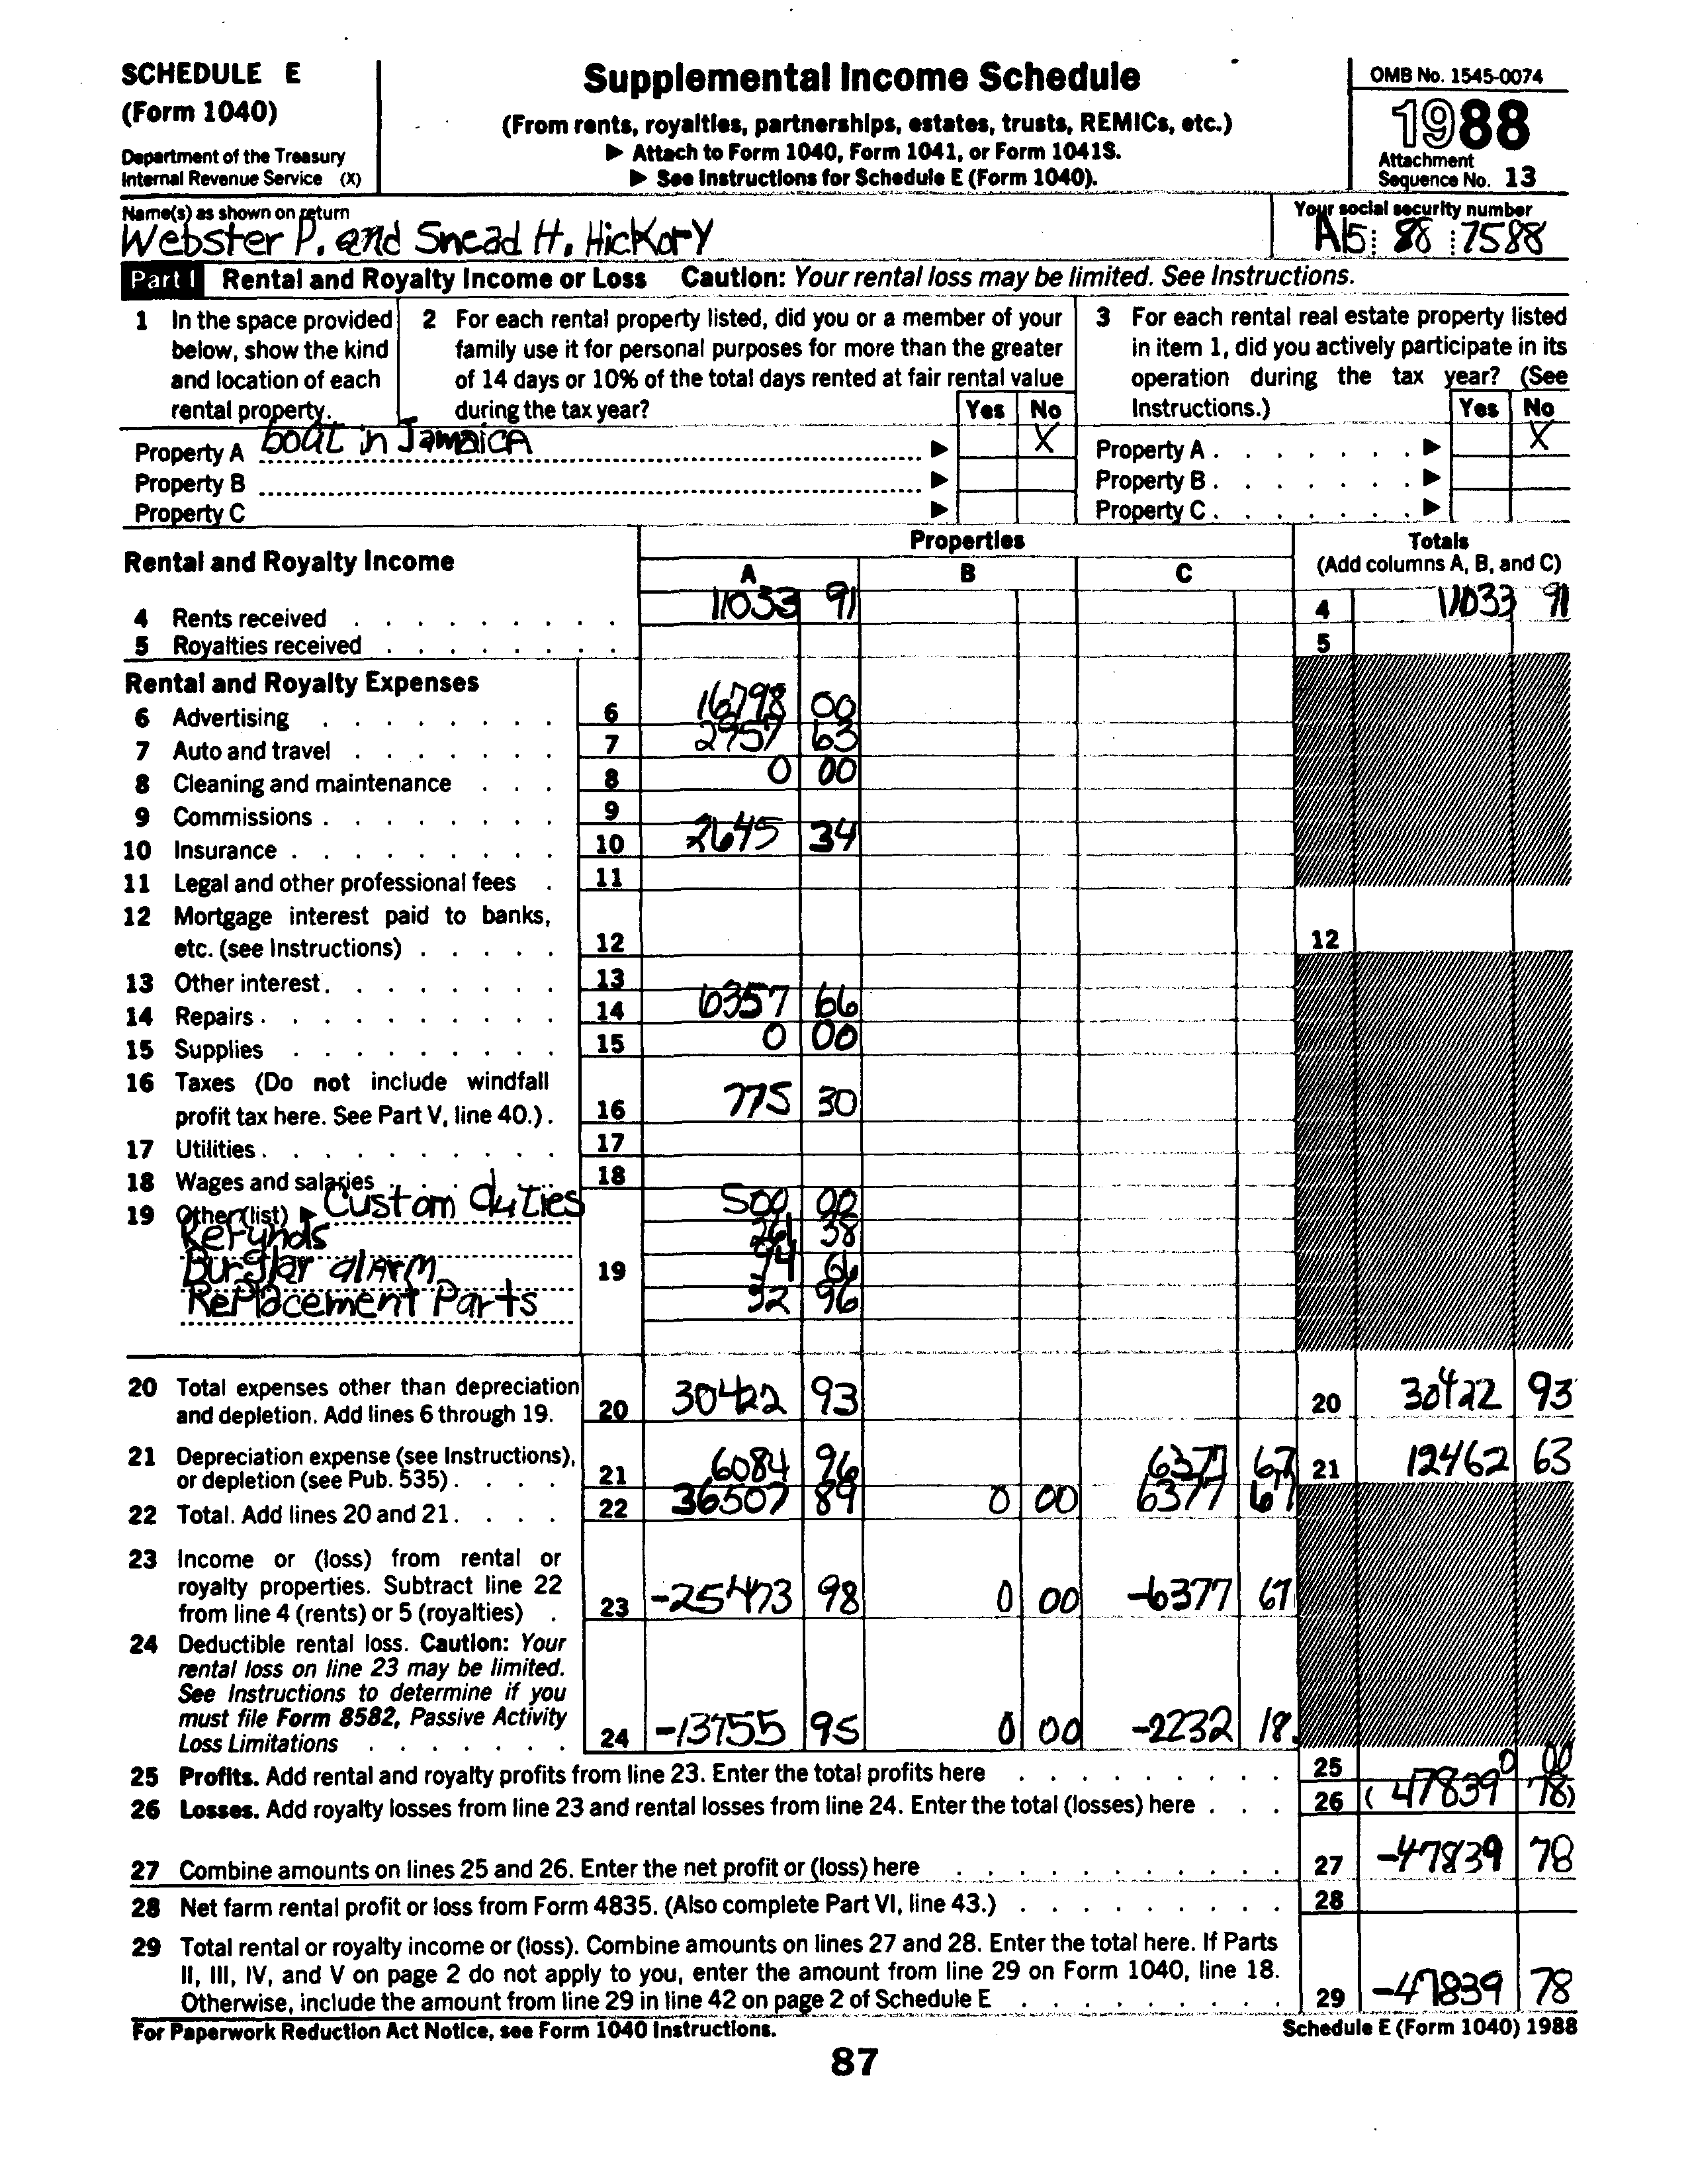 SCHEDULE E
(Form 1040)
Department of the Treasury
Internal Revenue Service (X)
Supplemental Income Schedule
(From rents, royalties, partnerships, estates, trusts, REMICs, etc.)
▶ Attach to Form 1040, Form 1041, or Form 1041S.
▶ See Instructions for Schedule E (Form 1040).
OMB No. 1545-0074
1988
Attachment
Sequence No. 13
Name(s) as shown on return
Webster P. and Snead H. Hickory
Your social security number
88 7588
Part I Rental and Royalty Income or Loss Caution: Your rental loss may be limited. See Instructions.
1 In the space provided below, show the kind and location of each rental property.
2 For each rental property listed, did you or a member of your family use it for personal purposes for more than the greater of 14 days or 10% of the total days rented at fair rental value during the tax year? Yes No
3 For each rental real estate property listed in item 1, did you actively participate in its operation during the tax year? (See Instructions.) Yes No
Property A boat in Jamaica ▶ X Property A ▶ X
Property B ▶ Property B ▶
Property C ▶ Property C ▶
Rental and Royalty Income
Properties
A B C
Totals
(Add columns A, B, and C)
4 Rents received 11033 91 4 11033 91
5 Royalties received 5
Rental and Royalty Expenses
6 Advertising 6 16798 00
7 Auto and travel 7 2957 63
8 Cleaning and maintenance 8 0 00
9 Commissions 9
10 Insurance 10 2645 34
11 Legal and other professional fees 11
12 Mortgage interest paid to banks,
etc. (see Instructions) 12 12
13 Other interest 13
14 Repairs 14 6357 66
15 Supplies 15 0 00
16 Taxes (Do not include windfall
profit tax here. See Part V, line 40.) 16 775 30
17 Utilities 17
18 Wages and salaries 18
19 Other (list) ▶ Custom duties 500 00
Refunds 261 38
Burglar alarm 19 94 66
Replacement Parts 32 96
20 Total expenses other than depreciation
and depletion. Add lines 6 through 19. 20 30422 93 20 30422 93
21 Depreciation expense (see Instructions),
or depletion (see Pub. 535) 21 6084 96 6377 67 21 12462 63
22 Total. Add lines 20 and 21. 22 36507 89 0 00 6377 67
23 Income or (loss) from rental or
royalty properties. Subtract line 22
from line 4 (rents) or 5 (royalties) 23 -25473 98 0 00 -6377 67
24 Deductible rental loss. Caution: Your
rental loss on line 23 may be limited.
See Instructions to determine if you
must file Form 8582, Passive Activity
Loss Limitations 24 -13755 95 0 00 -2232 18
25 Profits. Add rental and royalty profits from line 23. Enter the total profits here 25 0 00
26 Losses. Add royalty losses from line 23 and rental losses from line 24. Enter the total (losses) here 26 (47839 78)
27 Combine amounts on lines 25 and 26. Enter the net profit or (loss) here 27 -47839 78
28 Net farm rental profit or loss from Form 4835. (Also complete Part VI, line 43.) 28
29 Total rental or royalty income or (loss). Combine amounts on lines 27 and 28. Enter the total here. If Parts
II, III, IV, and V on page 2 do not apply to you, enter the amount from line 29 on Form 1040, line 18.
Otherwise, include the amount from line 29 in line 42 on page 2 of Schedule E 29 -47839 78
For Paperwork Reduction Act Notice, see Form 1040 Instructions. Schedule E (Form 1040) 1988
87